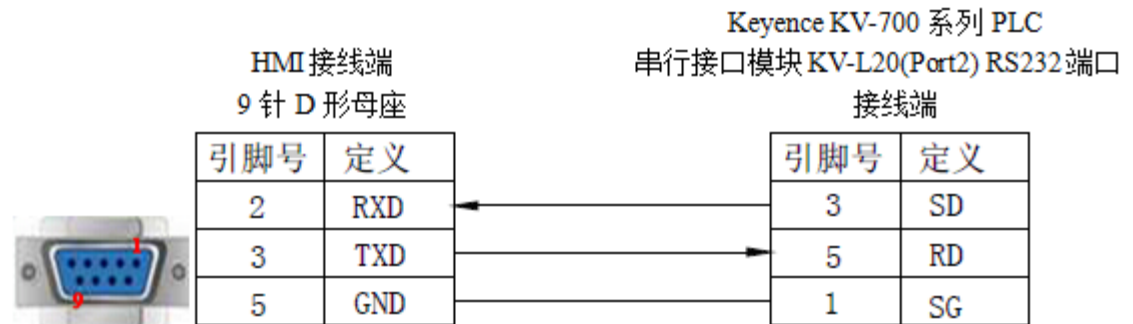 Keyence KV-700 系列 PLC
HMI接线端
串行接口模块 KV-L20(Port2) RS232端口
9 针 D 形母座
接线端
引脚号 定义
引脚号 定义
2 RXD
3 SD
3 TXD
5 RD
5 GND
1 SG
1
9